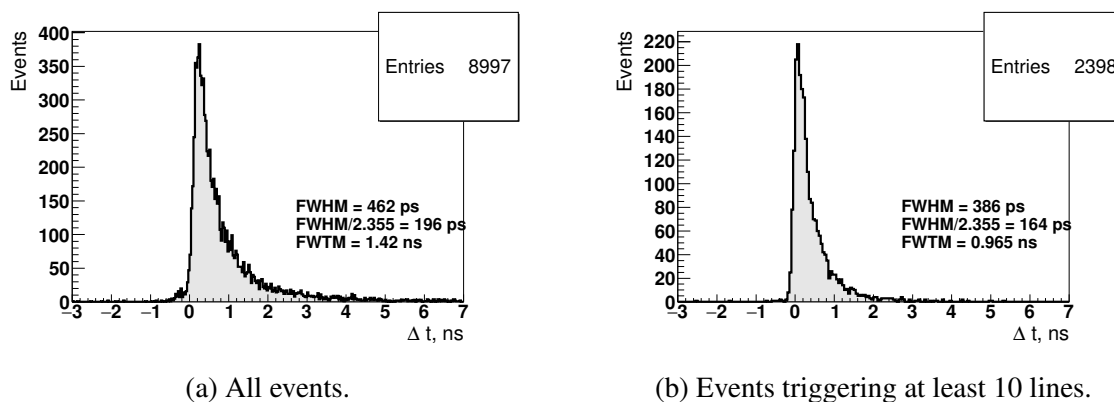 Events
400
350
300
250
200
150
100
50
0
−3 −2 −1 0 1 2 3 4 5 6 7
Δ t, ns
Entries 8997
FWHM = 462 ps
FWHM/2.355 = 196 ps
FWTM = 1.42 ns
(a) All events.
Events
220
200
180
160
140
120
100
80
60
40
20
0
−3 −2 −1 0 1 2 3 4 5 6 7
Δ t, ns
Entries 2398
FWHM = 386 ps
FWHM/2.355 = 164 ps
FWTM = 0.965 ns
(b) Events triggering at least 10 lines.